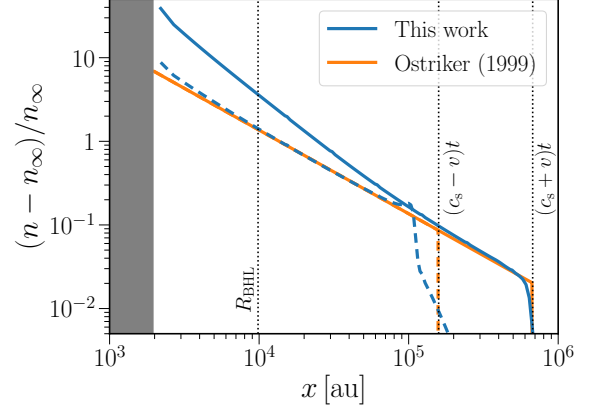 This work
Ostriker (1999)
(n − n∞)/n∞
10
1
10⁻¹
10⁻²
R_BHL
(c_s − v)t
(c_s + v)t
10³
10⁴
10⁵
10⁶
x [au]